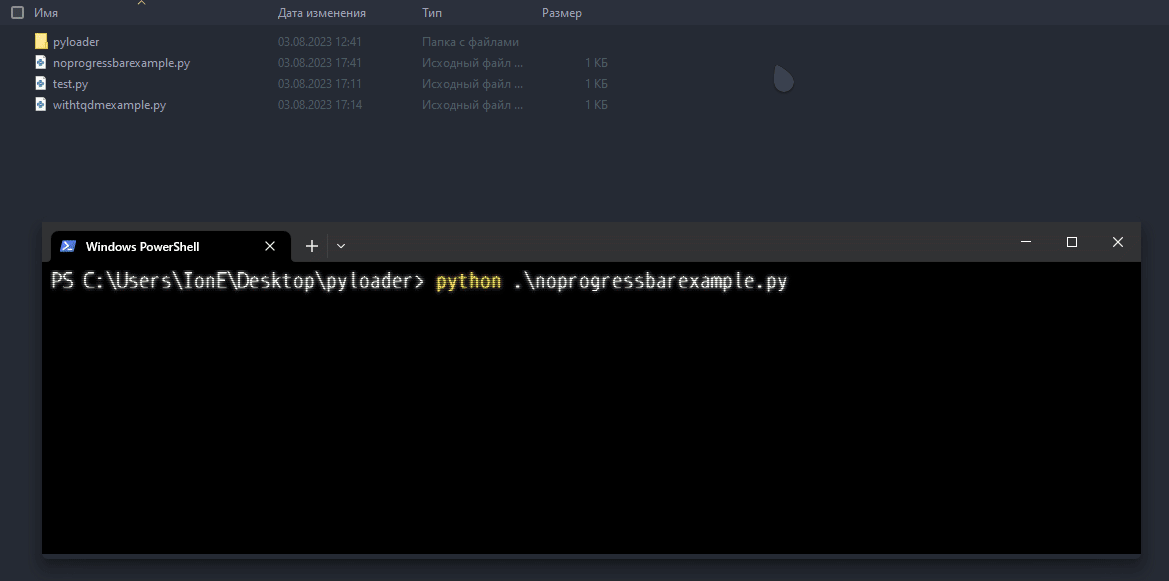 Имя Дата изменения Тип Размер
pyloader 03.08.2023 12:41 Папка с файлами
noprogressbarexample.py 03.08.2023 17:41 Исходный файл ... 1 КБ
test.py 03.08.2023 17:11 Исходный файл ... 1 КБ
withtqdmexample.py 03.08.2023 17:14 Исходный файл ... 1 КБ
Windows PowerShell
PS C:\Users\IonE\Desktop\pyloader> python .\noprogressbarexample.py